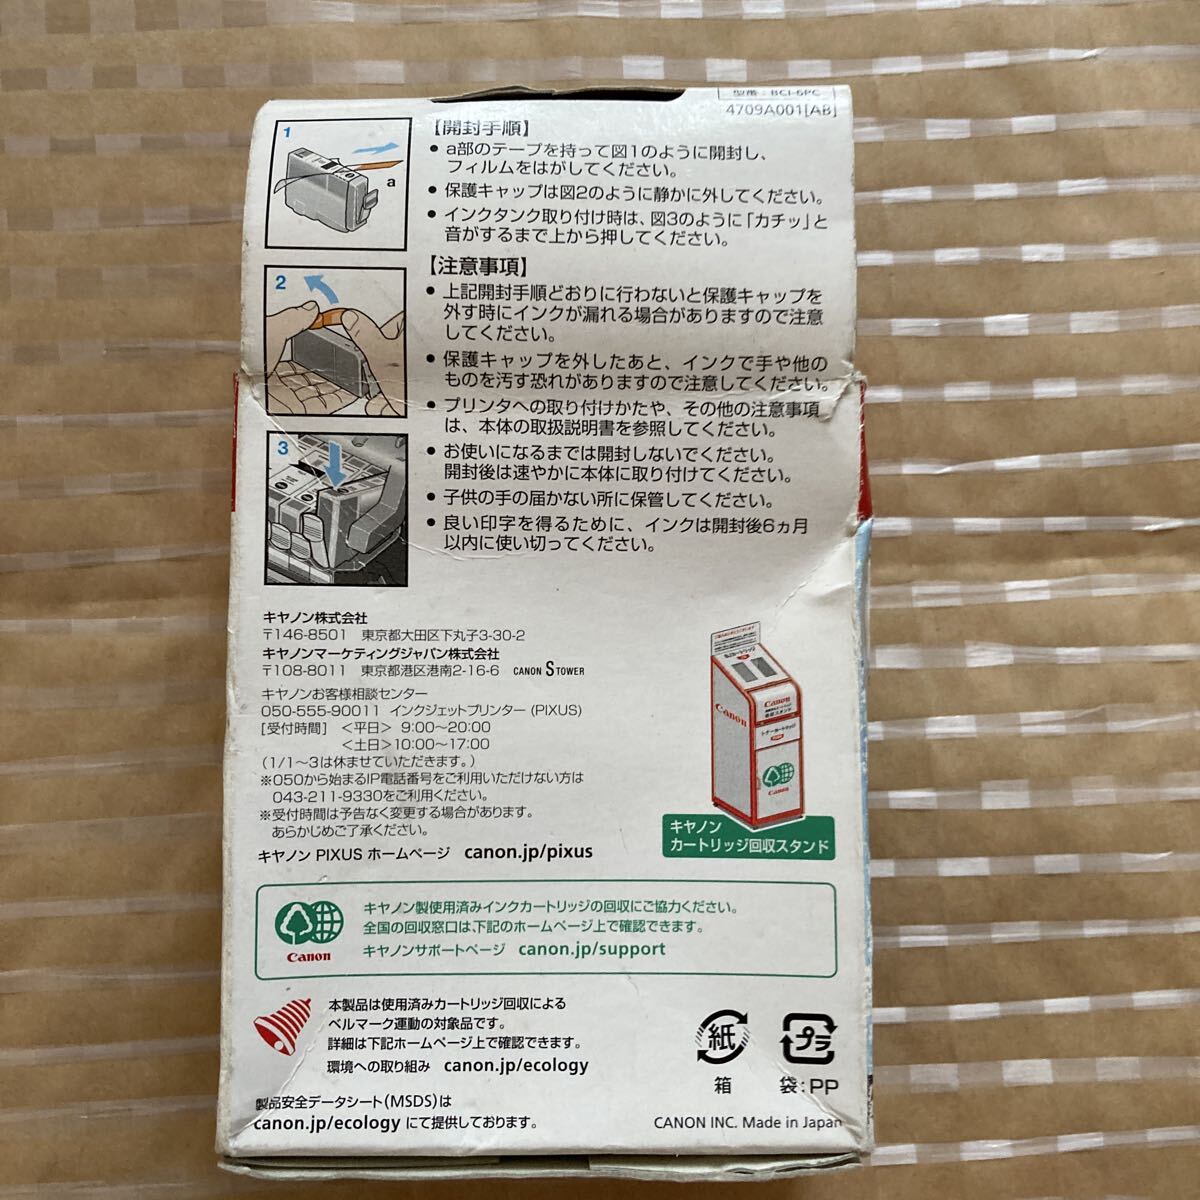 型番：BCI-6PC
4709A001[AB]
1
a
【開封手順】
● a部のテープを持って図1のように開封し、
フィルムをはがしてください。
● 保護キャップは図2のように静かに外してください。
● インクタンク取り付け時は、図3のように「カチッ」と
音がするまで上から押してください。
2
【注意事項】
● 上記開封手順どおりに行わないと保護キャップを
外す時にインクが漏れる場合がありますので注意
してください。
● 保護キャップを外したあと、インクで手や他の
ものを汚す恐れがありますので注意してください。
● プリンタへの取り付けかたや、その他の注意事項
は、本体の取扱説明書を参照してください。
3
● お使いになるまでは開封しないでください。
開封後は速やかに本体に取り付けてください。
● 子供の手の届かない所に保管してください。
● 良い印字を得るために、インクは開封後6ヵ月
以内に使い切ってください。
キヤノン株式会社
〒146-8501 東京都大田区下丸子3-30-2
キヤノンマーケティングジャパン株式会社
〒108-8011 東京都港区港南2-16-6 CANON S TOWER
キヤノンお客様相談センター
050-555-90011 インクジェットプリンター (PIXUS)
[受付時間] ＜平日＞ 9:00～20:00
＜土日＞10:00～17:00
(1/1～3は休ませていただきます。)
※050から始まるIP電話番号をご利用いただけない方は
043-211-9330をご利用ください。
※受付時間は予告なく変更する場合があります。
あらかじめご了承ください。
キヤノン PIXUS ホームページ canon.jp/pixus
Canon
Canon
トナーカートリッジ
Canon
キヤノン
カートリッジ回収スタンド
Canon
キヤノン製使用済みインクカートリッジの回収にご協力ください。
全国の回収窓口は、下記のホームページ上で確認できます。
キヤノンサポートページ canon.jp/support
本製品は使用済みカートリッジ回収による
ベルマーク運動の対象品です。
詳細は下記ホームページ上で確認できます。
環境への取り組み canon.jp/ecology
紙
箱
プラ
袋：PP
製品安全データシート(MSDS)は
canon.jp/ecology にて提供しております。
CANON INC. Made in Japan